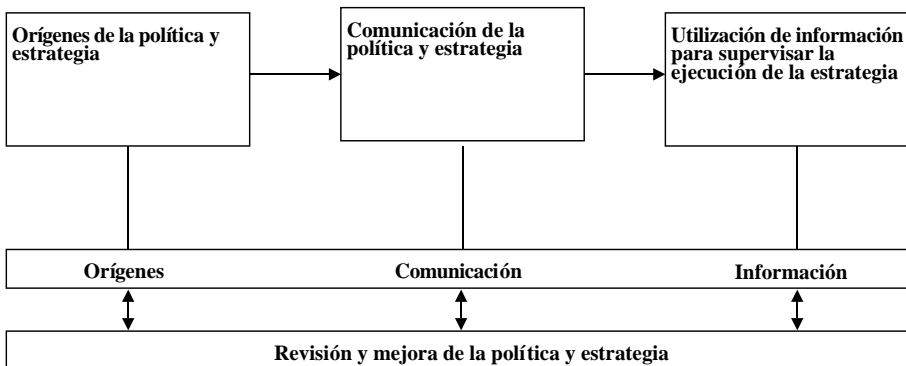 Orígenes de la política y
estrategia
Comunicación de la
política y estrategia
Utilización de información
para supervisar la
ejecución de la estrategia
Orígenes
Comunicación
Información
Revisión y mejora de la política y estrategia